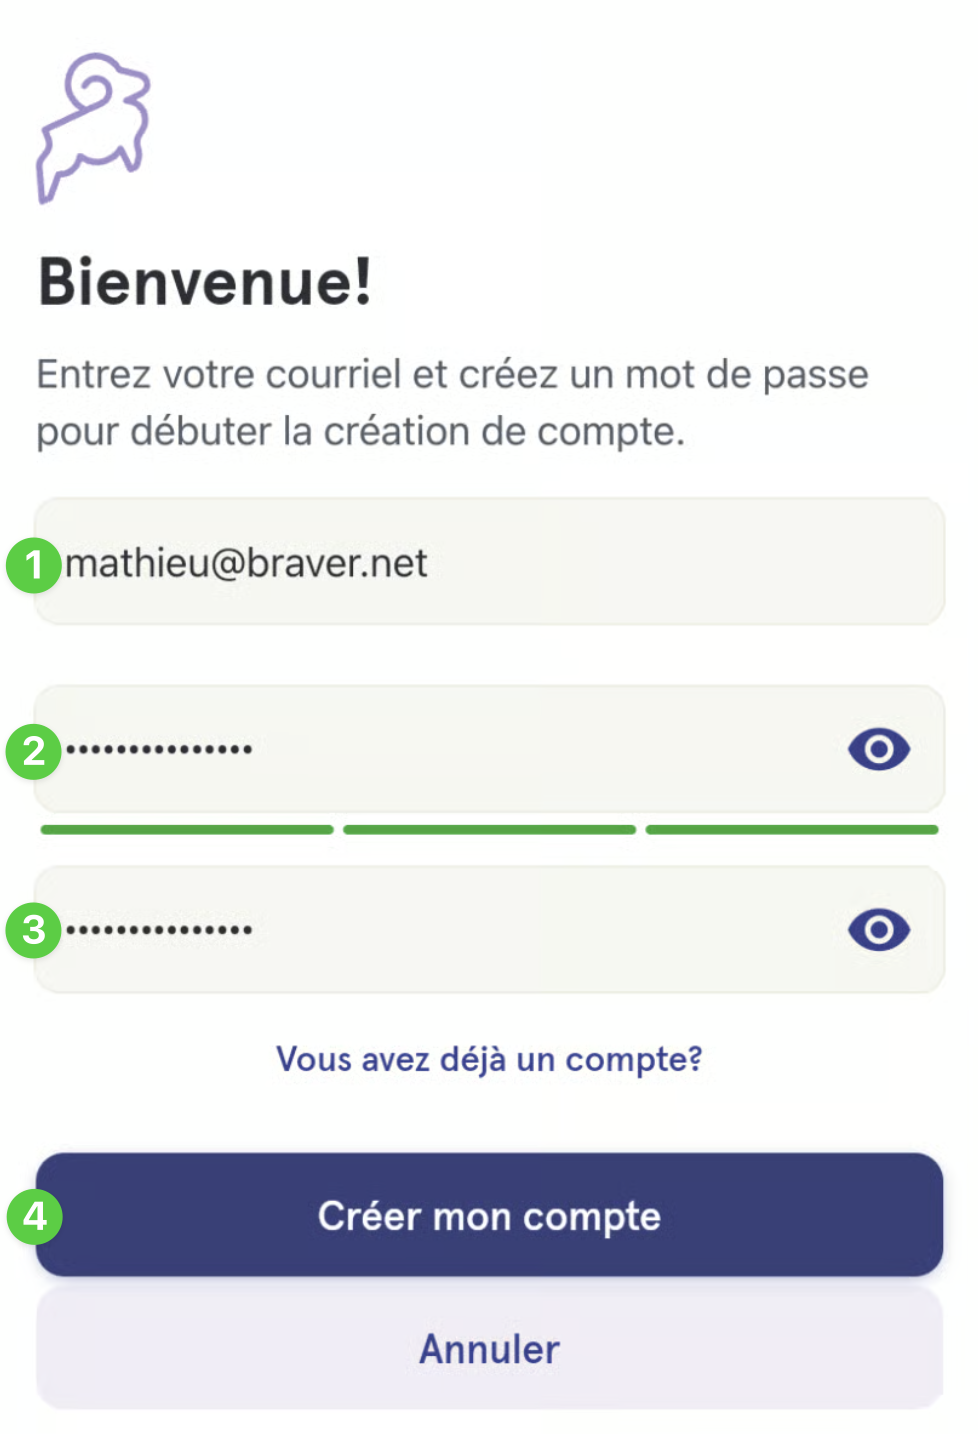 Bienvenue!
Entrez votre courriel et créez un mot de passe
pour débuter la création de compte.
1 mathieu@braver.net
2 •••••••••••••••
3 •••••••••••••••
Vous avez déjà un compte?
4 Créer mon compte
Annuler